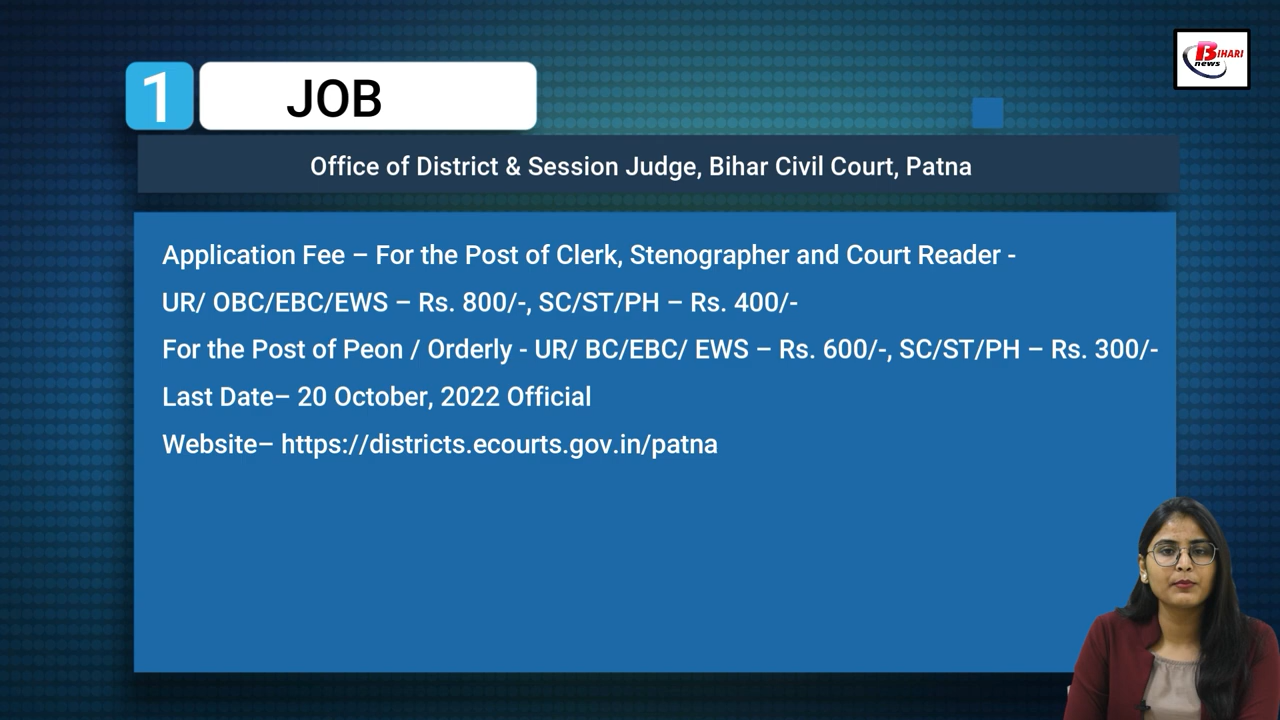 1 JOB
BIHARI
news
Office of District & Session Judge, Bihar Civil Court, Patna
Application Fee – For the Post of Clerk, Stenographer and Court Reader -
UR/ OBC/EBC/EWS – Rs. 800/-, SC/ST/PH – Rs. 400/-
For the Post of Peon / Orderly - UR/ BC/EBC/ EWS – Rs. 600/-, SC/ST/PH – Rs. 300/-
Last Date– 20 October, 2022 Official
Website– https://districts.ecourts.gov.in/patna